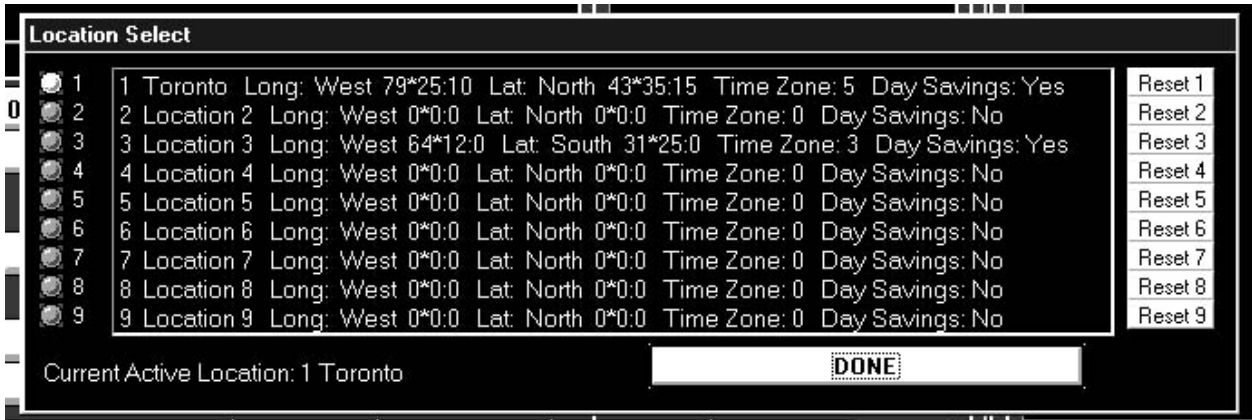 Location Select
1 1 Toronto Long: West 79*25:10 Lat: North 43*35:15 Time Zone: 5 Day Savings: Yes Reset 1
2 2 Location 2 Long: West 0*0:0 Lat: North 0*0:0 Time Zone: 0 Day Savings: No Reset 2
3 3 Location 3 Long: West 64*12:0 Lat: South 31*25:0 Time Zone: 3 Day Savings: Yes Reset 3
4 4 Location 4 Long: West 0*0:0 Lat: North 0*0:0 Time Zone: 0 Day Savings: No Reset 4
5 5 Location 5 Long: West 0*0:0 Lat: North 0*0:0 Time Zone: 0 Day Savings: No Reset 5
6 6 Location 6 Long: West 0*0:0 Lat: North 0*0:0 Time Zone: 0 Day Savings: No Reset 6
7 7 Location 7 Long: West 0*0:0 Lat: North 0*0:0 Time Zone: 0 Day Savings: No Reset 7
8 8 Location 8 Long: West 0*0:0 Lat: North 0*0:0 Time Zone: 0 Day Savings: No Reset 8
9 9 Location 9 Long: West 0*0:0 Lat: North 0*0:0 Time Zone: 0 Day Savings: No Reset 9
Current Active Location: 1 Toronto DONE